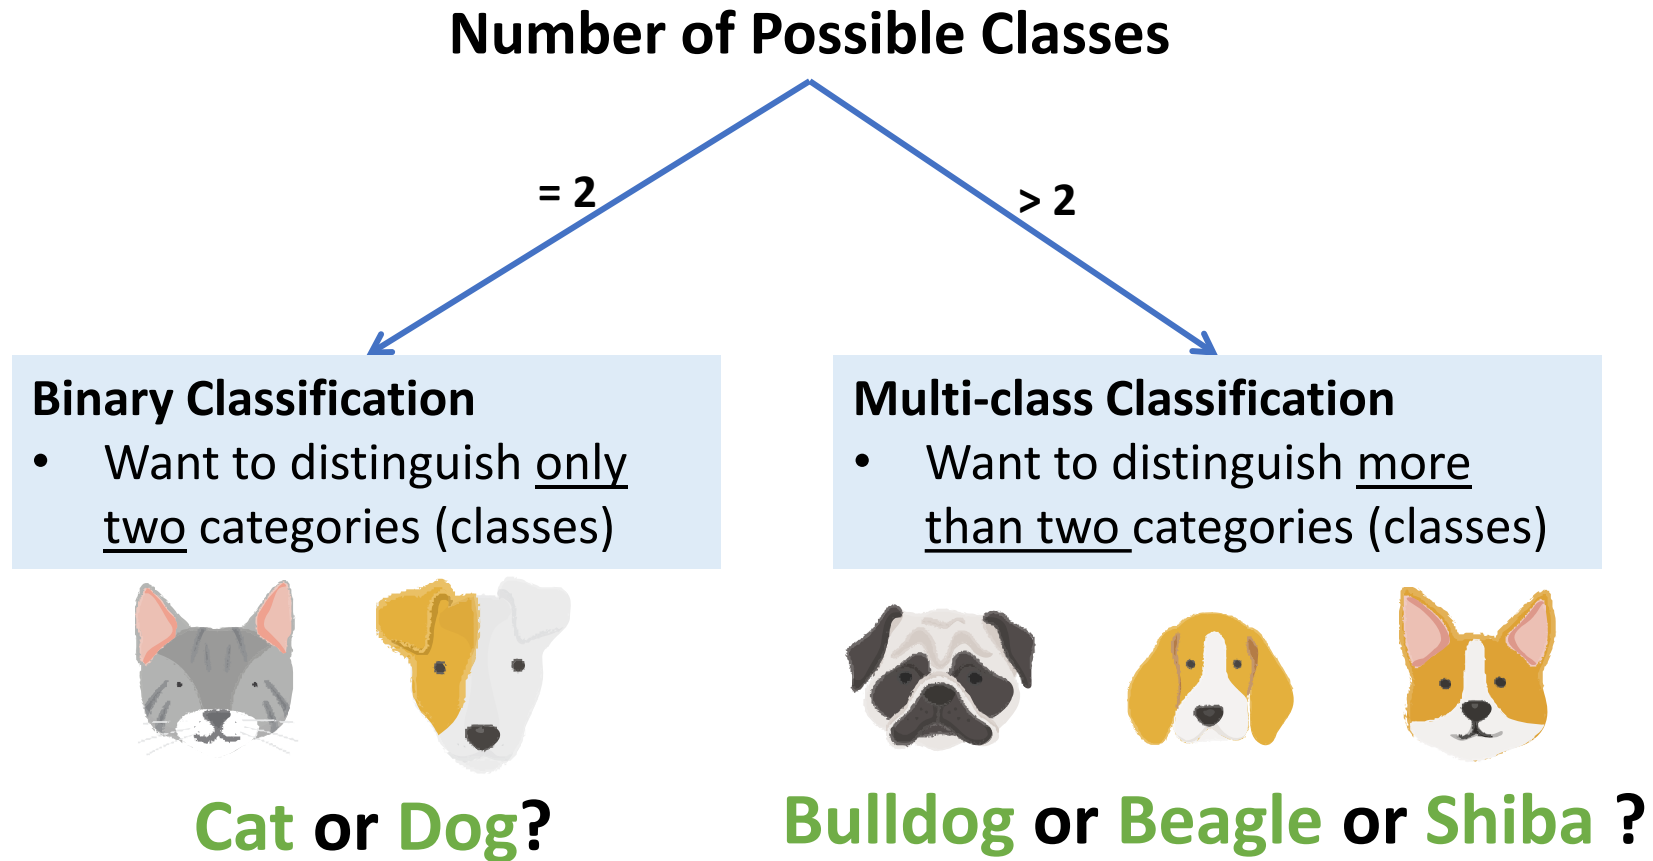 Number of Possible Classes
= 2
> 2
Binary Classification
• Want to distinguish only
two categories (classes)
Multi-class Classification
• Want to distinguish more
than two categories (classes)
Cat or Dog?
Bulldog or Beagle or Shiba ?